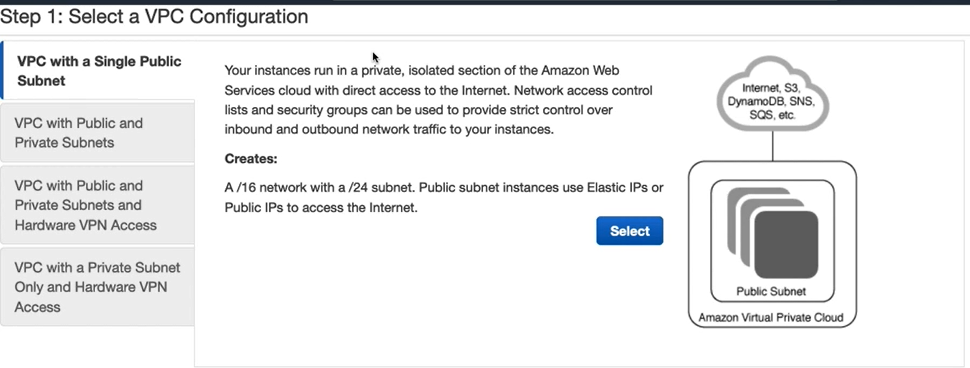 Step 1: Select a VPC Configuration
VPC with a Single Public
Subnet
VPC with Public and
Private Subnets
VPC with Public and
Private Subnets and
Hardware VPN Access
VPC with a Private Subnet
Only and Hardware VPN
Access
Your instances run in a private, isolated section of the Amazon Web
Services cloud with direct access to the Internet. Network access control
lists and security groups can be used to provide strict control over
inbound and outbound network traffic to your instances.
Creates:
A /16 network with a /24 subnet. Public subnet instances use Elastic IPs or
Public IPs to access the Internet.
Select
Internet, S3,
DynamoDB, SNS,
SQS, etc.
Public Subnet
Amazon Virtual Private Cloud